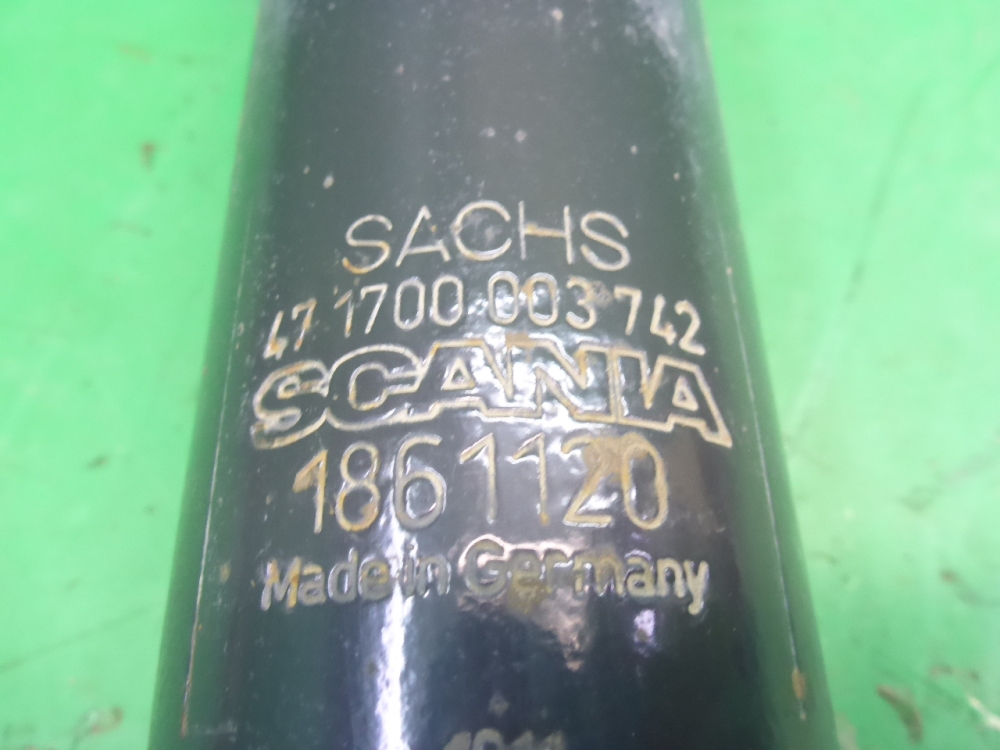 SACHS
47 1700 003 742
SCANIA
1861120
Made in Germany